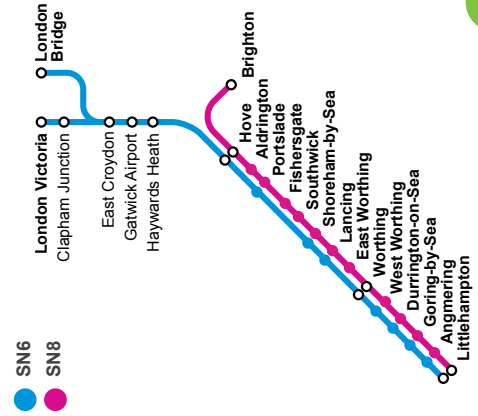 SN6
SN8
London Victoria
Clapham Junction
London
Bridge
East Croydon
Gatwick Airport
Haywards Heath
Brighton
Hove
Aldrington
Portslade
Fishersgate
Southwick
Shoreham-by-Sea
Lancing
East Worthing
Worthing
West Worthing
Durrington-on-Sea
Goring-by-Sea
Angmering
Littlehampton